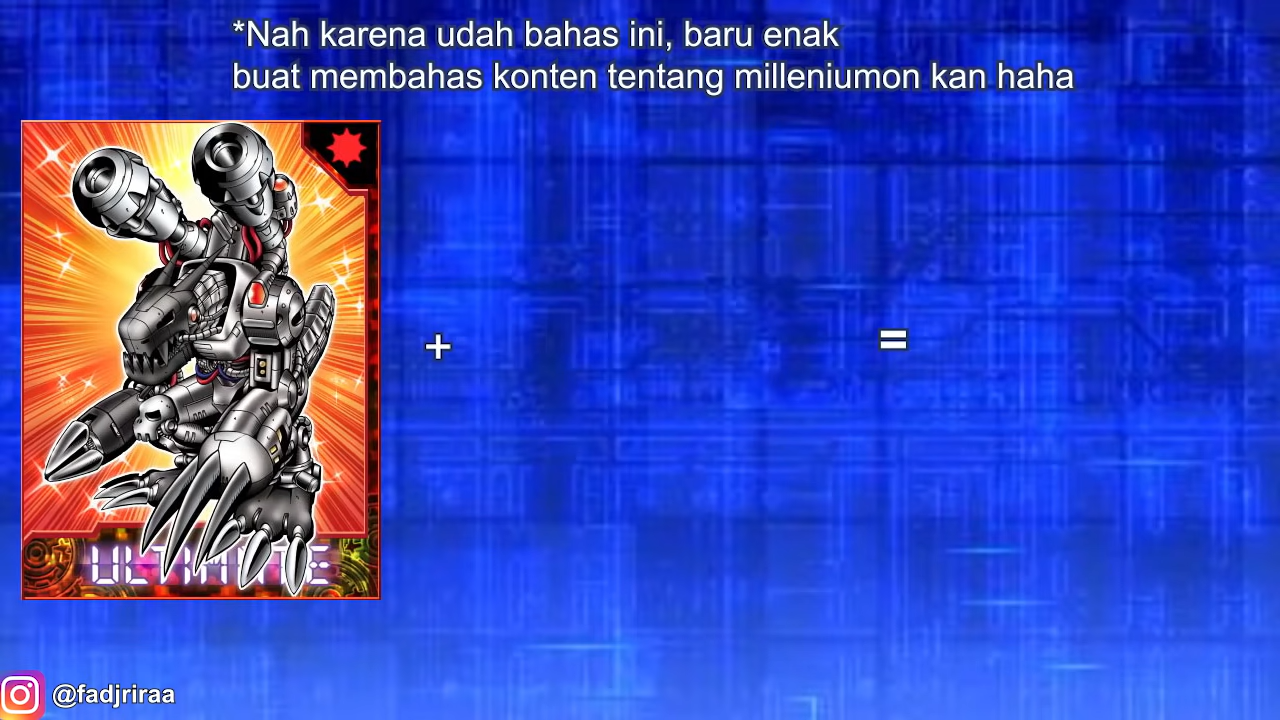 *Nah karena udah bahas ini, baru enak
buat membahas konten tentang milleniumon kan haha
+
=
ULTIMATE
@fadjriraa